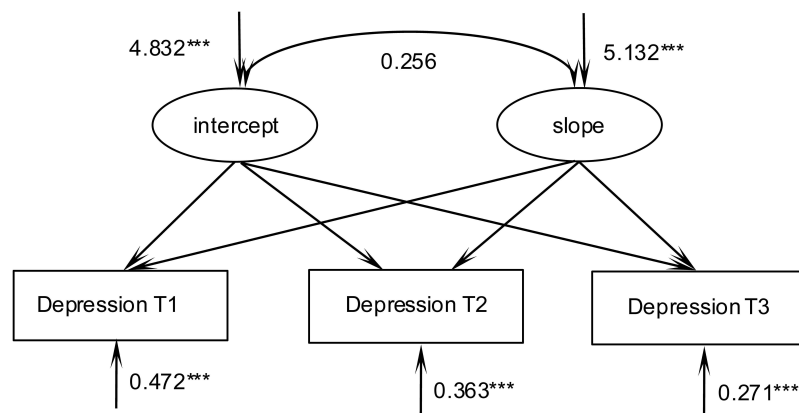 4.832***
0.256
5.132***
intercept
slope
Depression T1
Depression T2
Depression T3
0.472***
0.363***
0.271***